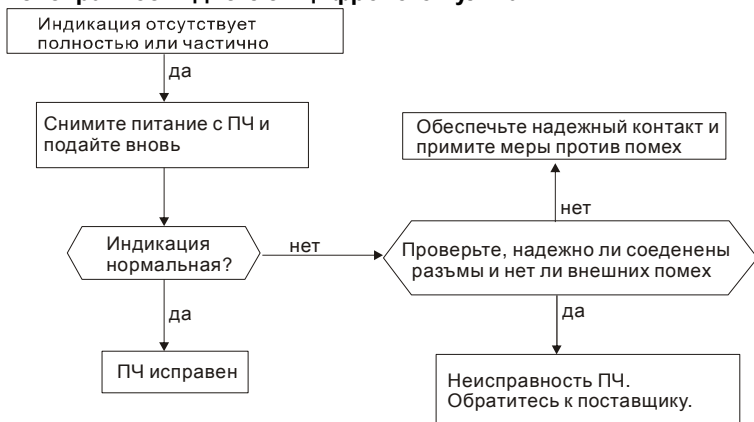 Индикация отсутствует
полностью или частично
да
Снимите питание с ПЧ и
подайте вновь
Обеспечьте надежный контакт и
примите меры против помех
нет
Индикация
нормальная?
нет
Проверьте, надежно ли соеденены
разъмы и нет ли внешних помех
да
да
ПЧ исправен
Неисправность ПЧ.
Обратитесь к поставщику.